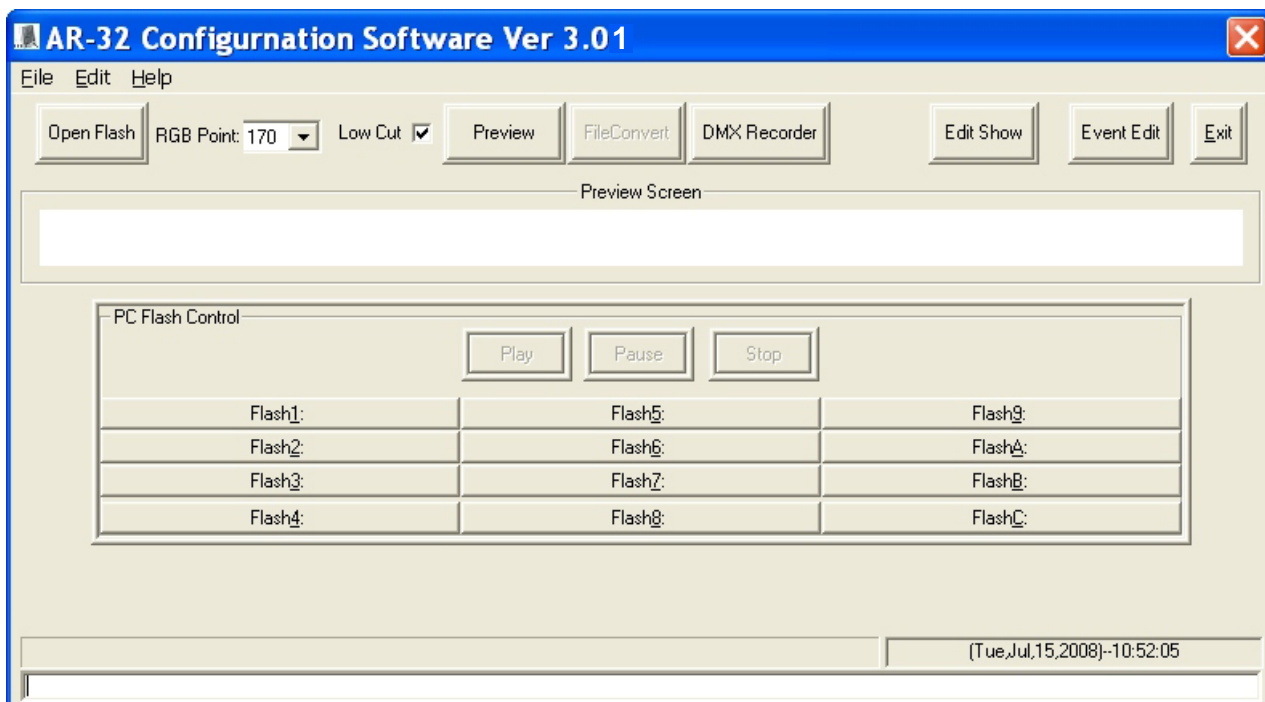 AR-32 Configurnation Software Ver 3.01
File Edit Help
Open Flash RGB Point: 170 Low Cut Preview FileConvert DMX Recorder Edit Show Event Edit Exit
Preview Screen
PC Flash Control
Play Pause Stop
Flash1: Flash5: Flash9:
Flash2: Flash6: FlashA:
Flash3: Flash7: FlashB:
Flash4: Flash8: FlashC:
(Tue,Jul,15,2008)--10:52:05